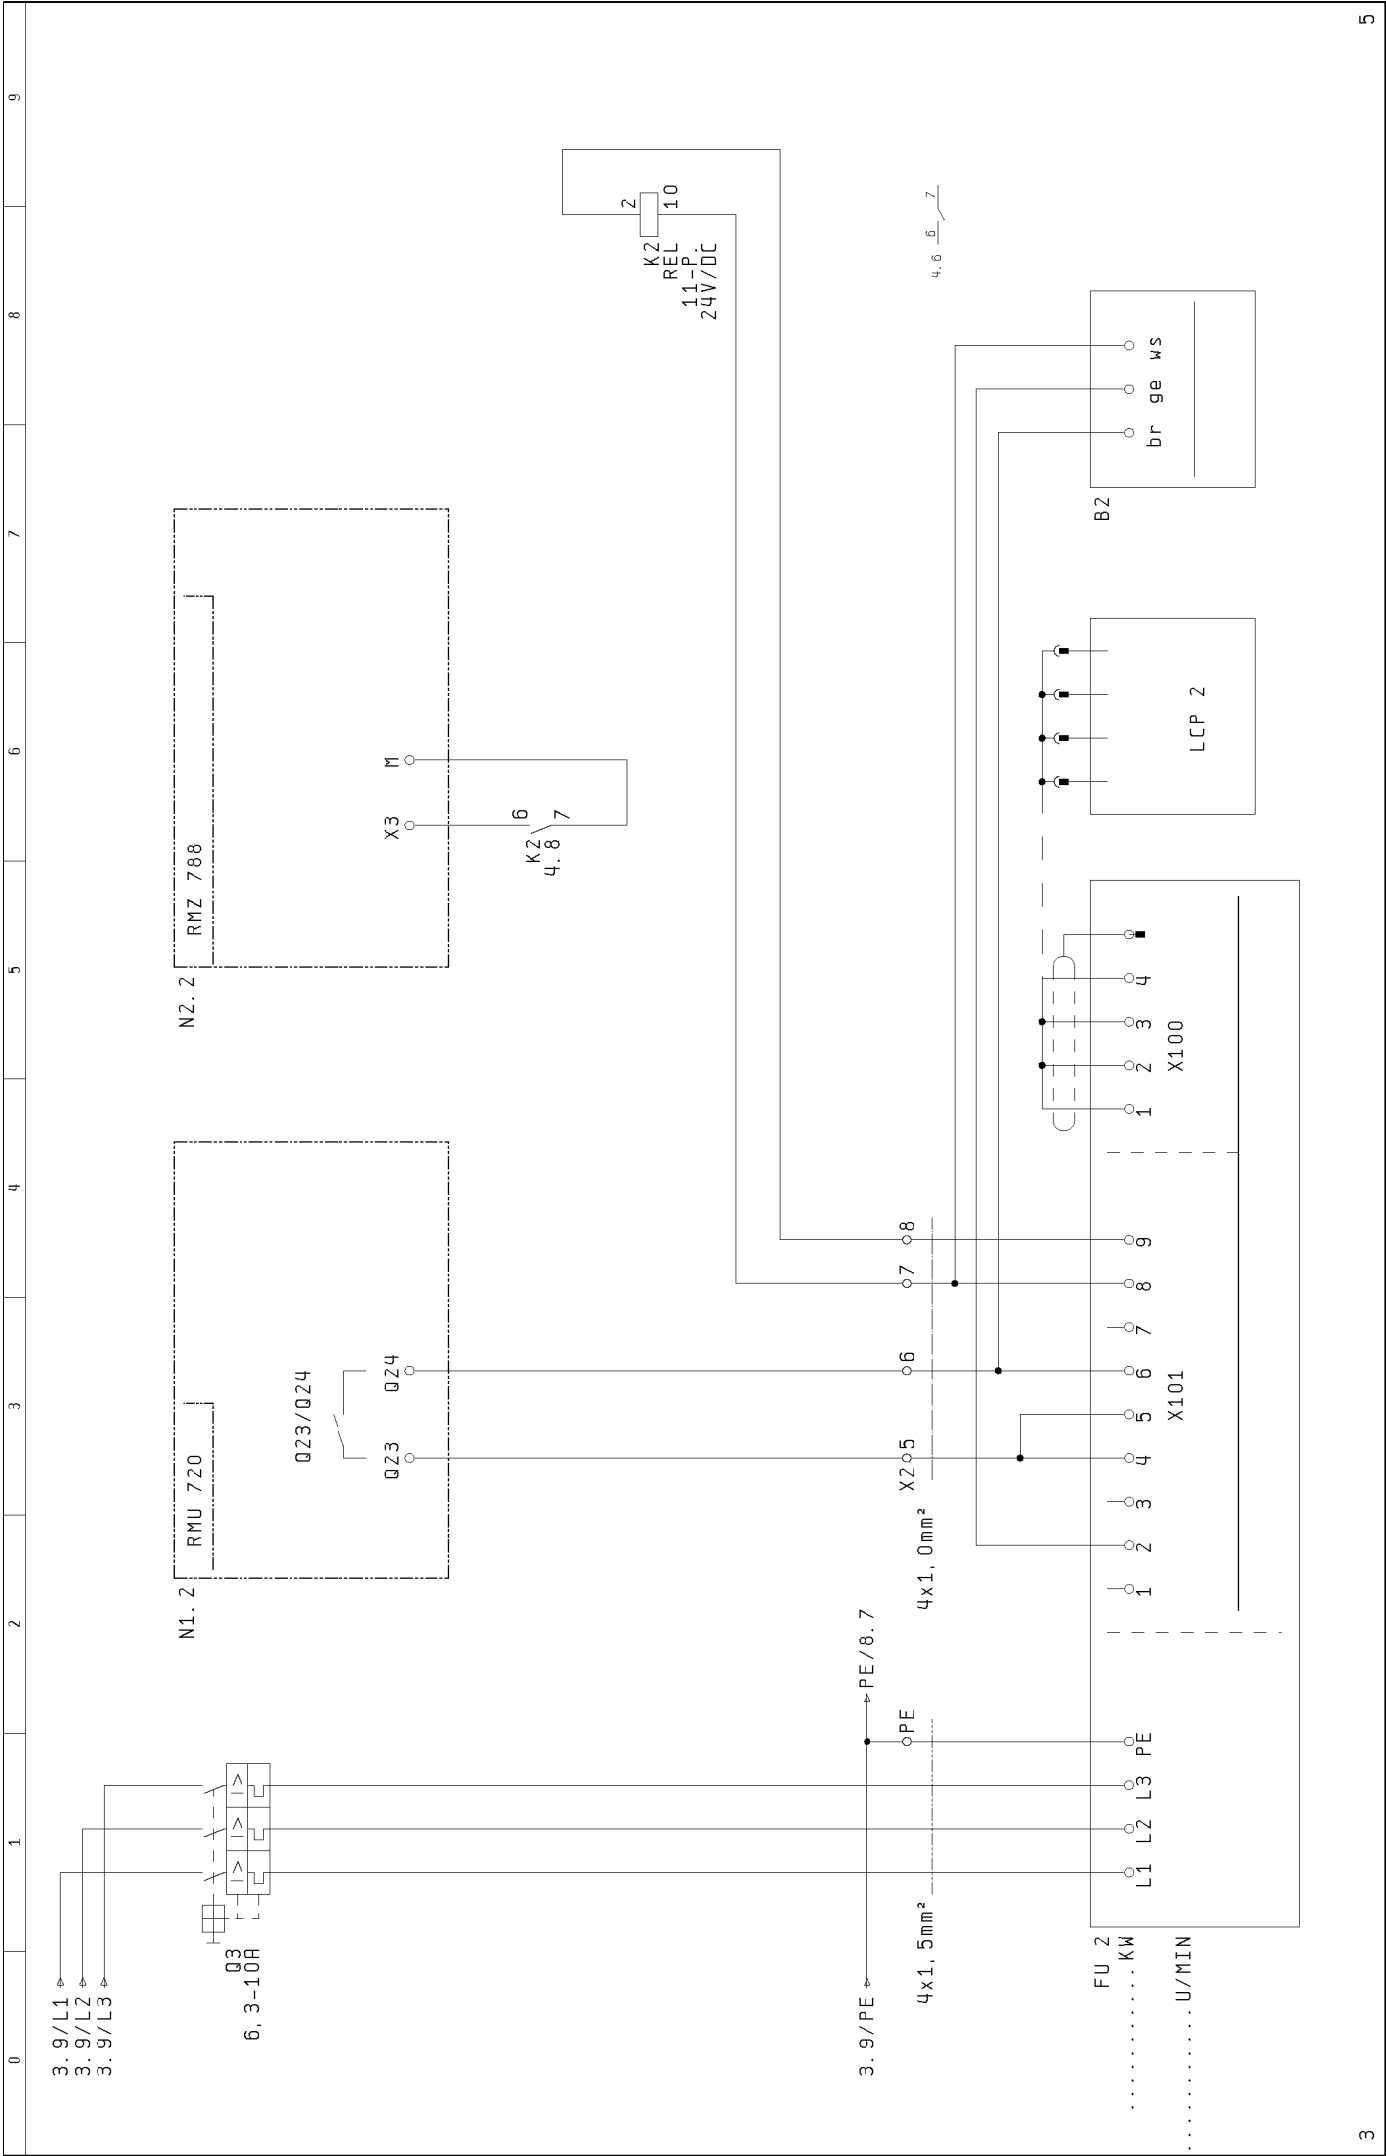 0 1 2 3 4 5 6 7 8 9
3.9/L1
3.9/L2
3.9/L3
Q3
6,3-10A
I> I> I>
N1.2
RMU 720
Q23/Q24
Q23 Q24
N2.2
RMZ 788
X3 M
K2
4.8
6
7
K2
REL
11-P.
24V/DC
2
10
3.9/PE
PE/8.7
PE
X2 5 6 7 8
4x1,5mm²
4x1,0mm²
4.6 6 7
FU 2
..........KW
............U/MIN
L1 L2 L3 PE
1 2 3 4 5 6 7 8 9
X101
1 2 3 4
X100
LCP 2
B2
br ge ws
3
5